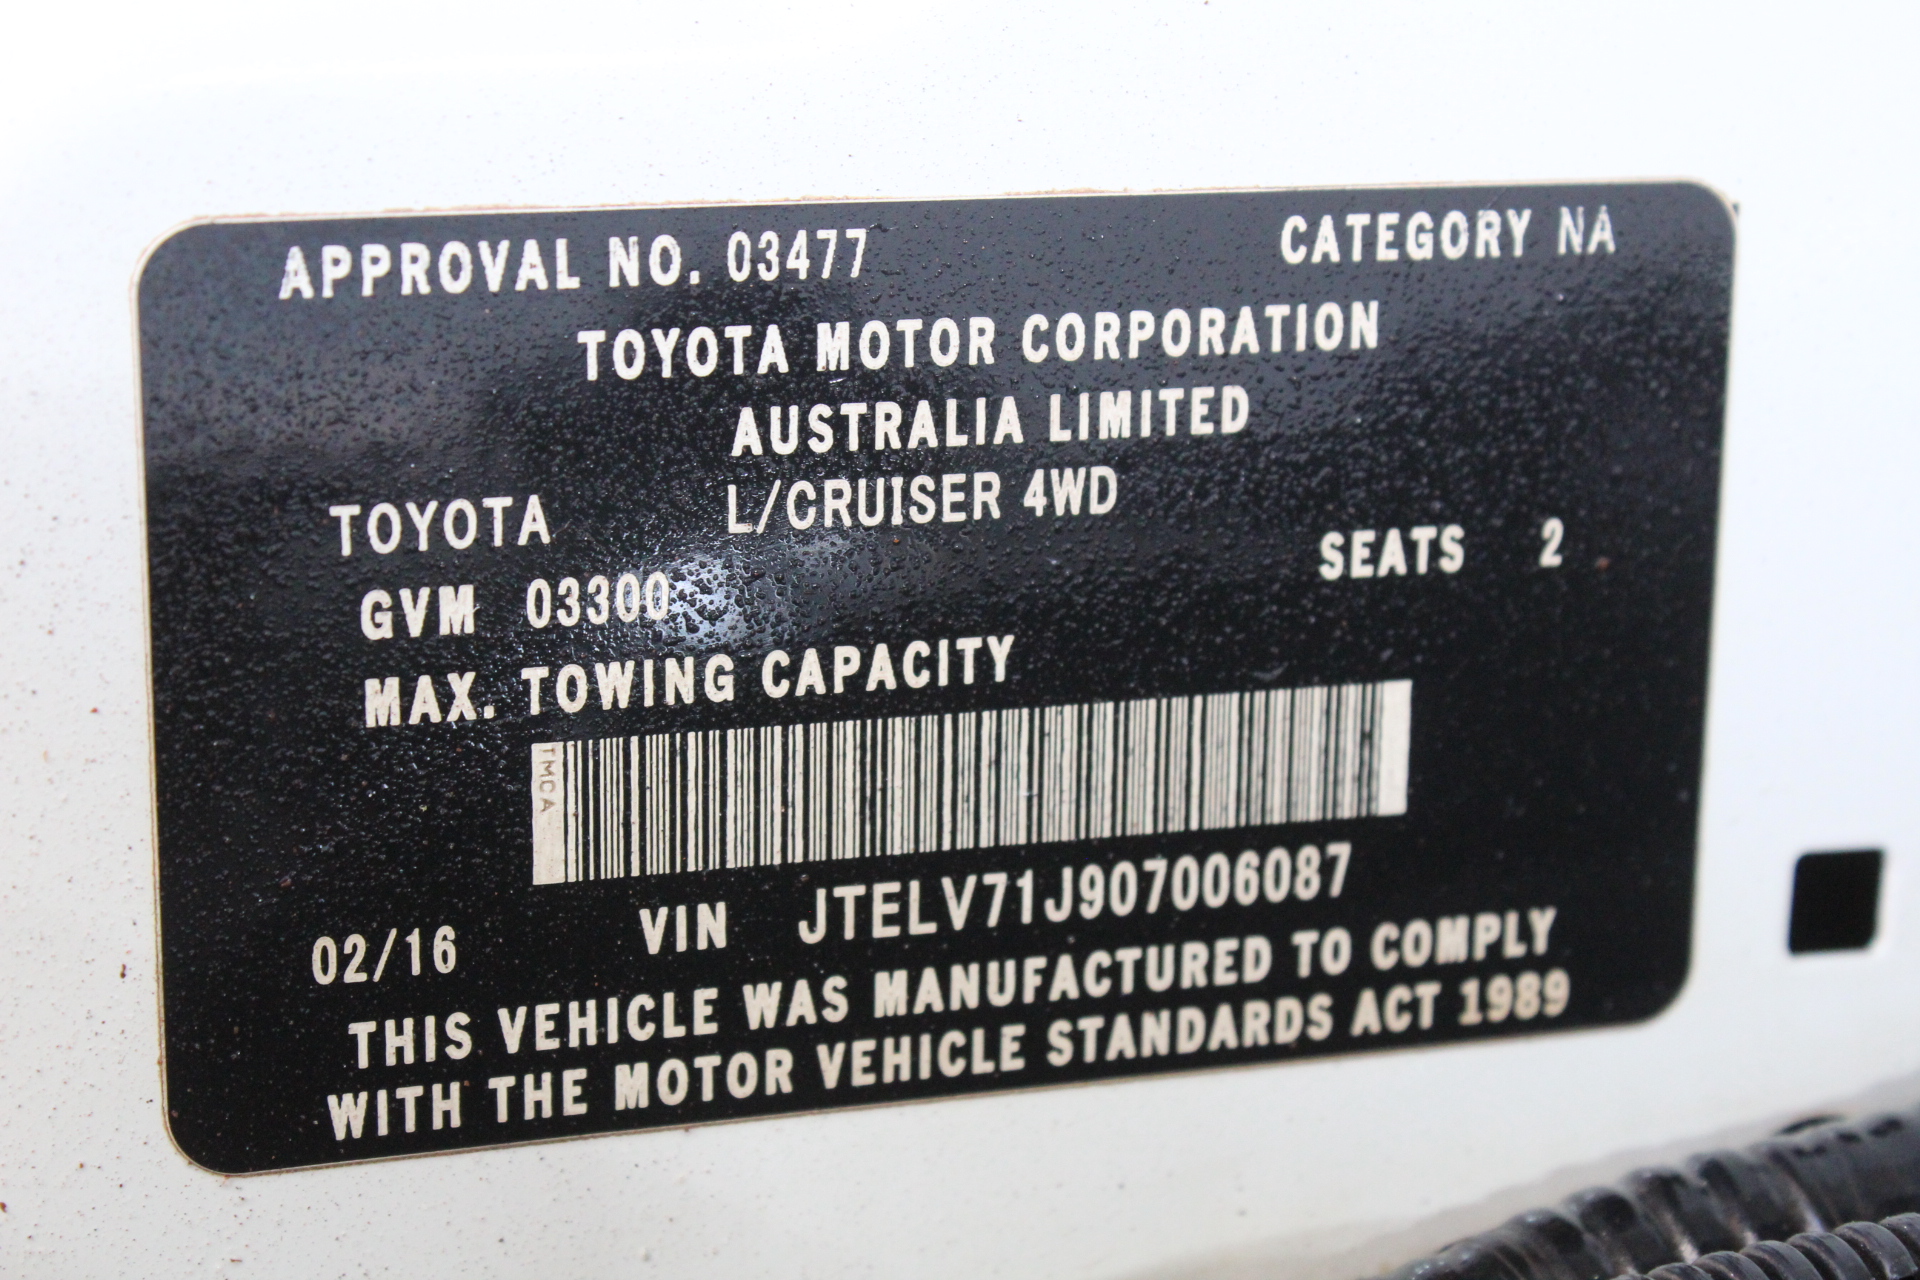 APPROVAL NO. 03477 CATEGORY NA
TOYOTA MOTOR CORPORATION
AUSTRALIA LIMITED
TOYOTA L/CRUISER 4WD
GVM 03300 SEATS 2
MAX. TOWING CAPACITY
TMCA
02/16 VIN JTELV71J907006087
THIS VEHICLE WAS MANUFACTURED TO COMPLY
WITH THE MOTOR VEHICLE STANDARDS ACT 1989